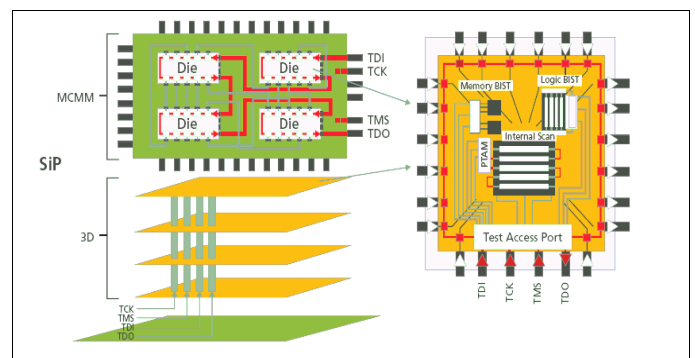 SiP
MCMM
Die
Die
Die
Die
TDI
TCK
TMS
TDO
3D
TCK
TMS
TDI
TDO
Memory BIST
Logic BIST
Internal Scan
PTAM
Test Access Port
TDI
TCK
TMS
TDO